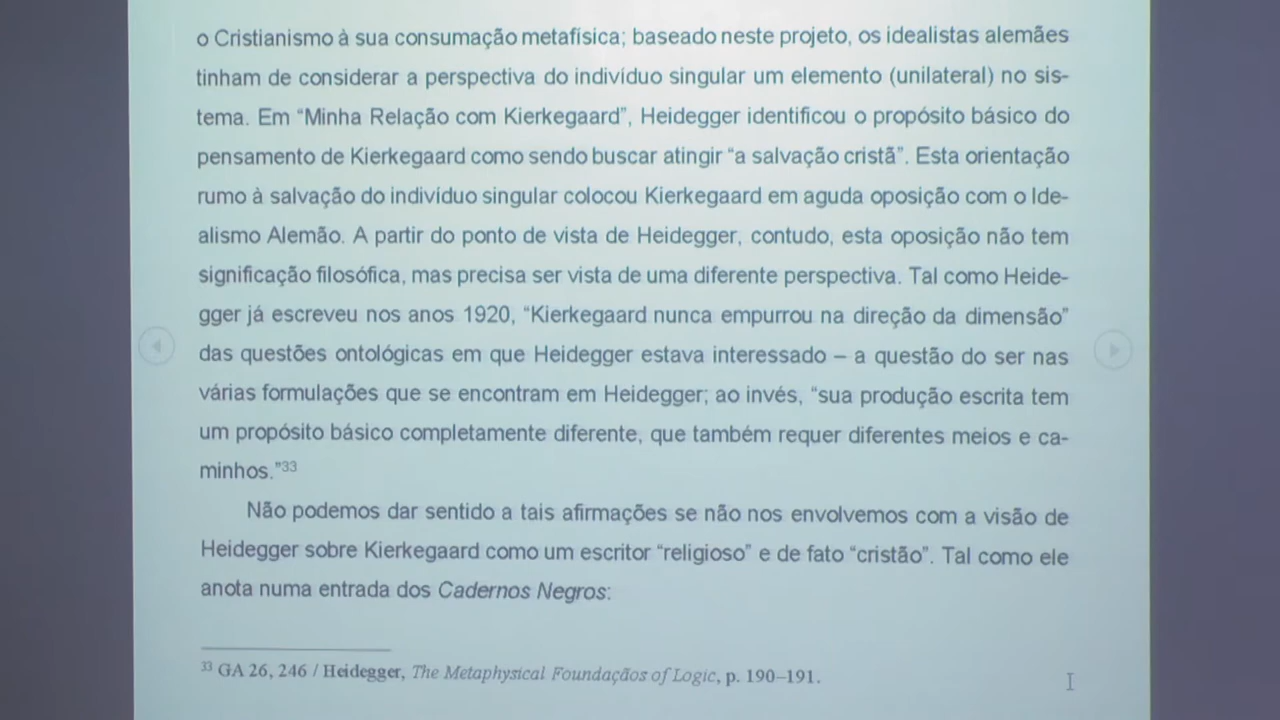 o Cristianismo à sua consumação metafísica; baseado neste projeto, os idealistas alemães
tinham de considerar a perspectiva do indivíduo singular um elemento (unilateral) no sis-
tema. Em “Minha Relação com Kierkegaard”, Heidegger identificou o propósito básico do
pensamento de Kierkegaard como sendo buscar atingir “a salvação cristã”. Esta orientação
rumo à salvação do indivíduo singular colocou Kierkegaard em aguda oposição com o Ide-
alismo Alemão. A partir do ponto de vista de Heidegger, contudo, esta oposição não tem
significação filosófica, mas precisa ser vista de uma diferente perspectiva. Tal como Heide-
gger já escreveu nos anos 1920, “Kierkegaard nunca empurrou na direção da dimensão”
das questões ontológicas em que Heidegger estava interessado – a questão do ser nas
várias formulações que se encontram em Heidegger; ao invés, “sua produção escrita tem
um propósito básico completamente diferente, que também requer diferentes meios e ca-
minhos.”33
Não podemos dar sentido a tais afirmações se não nos envolvemos com a visão de
Heidegger sobre Kierkegaard como um escritor “religioso” e de fato “cristão”. Tal como ele
anota numa entrada dos Cadernos Negros:
33 GA 26, 246 / Heidegger, The Metaphysical Foundaçãos of Logic, p. 190–191.